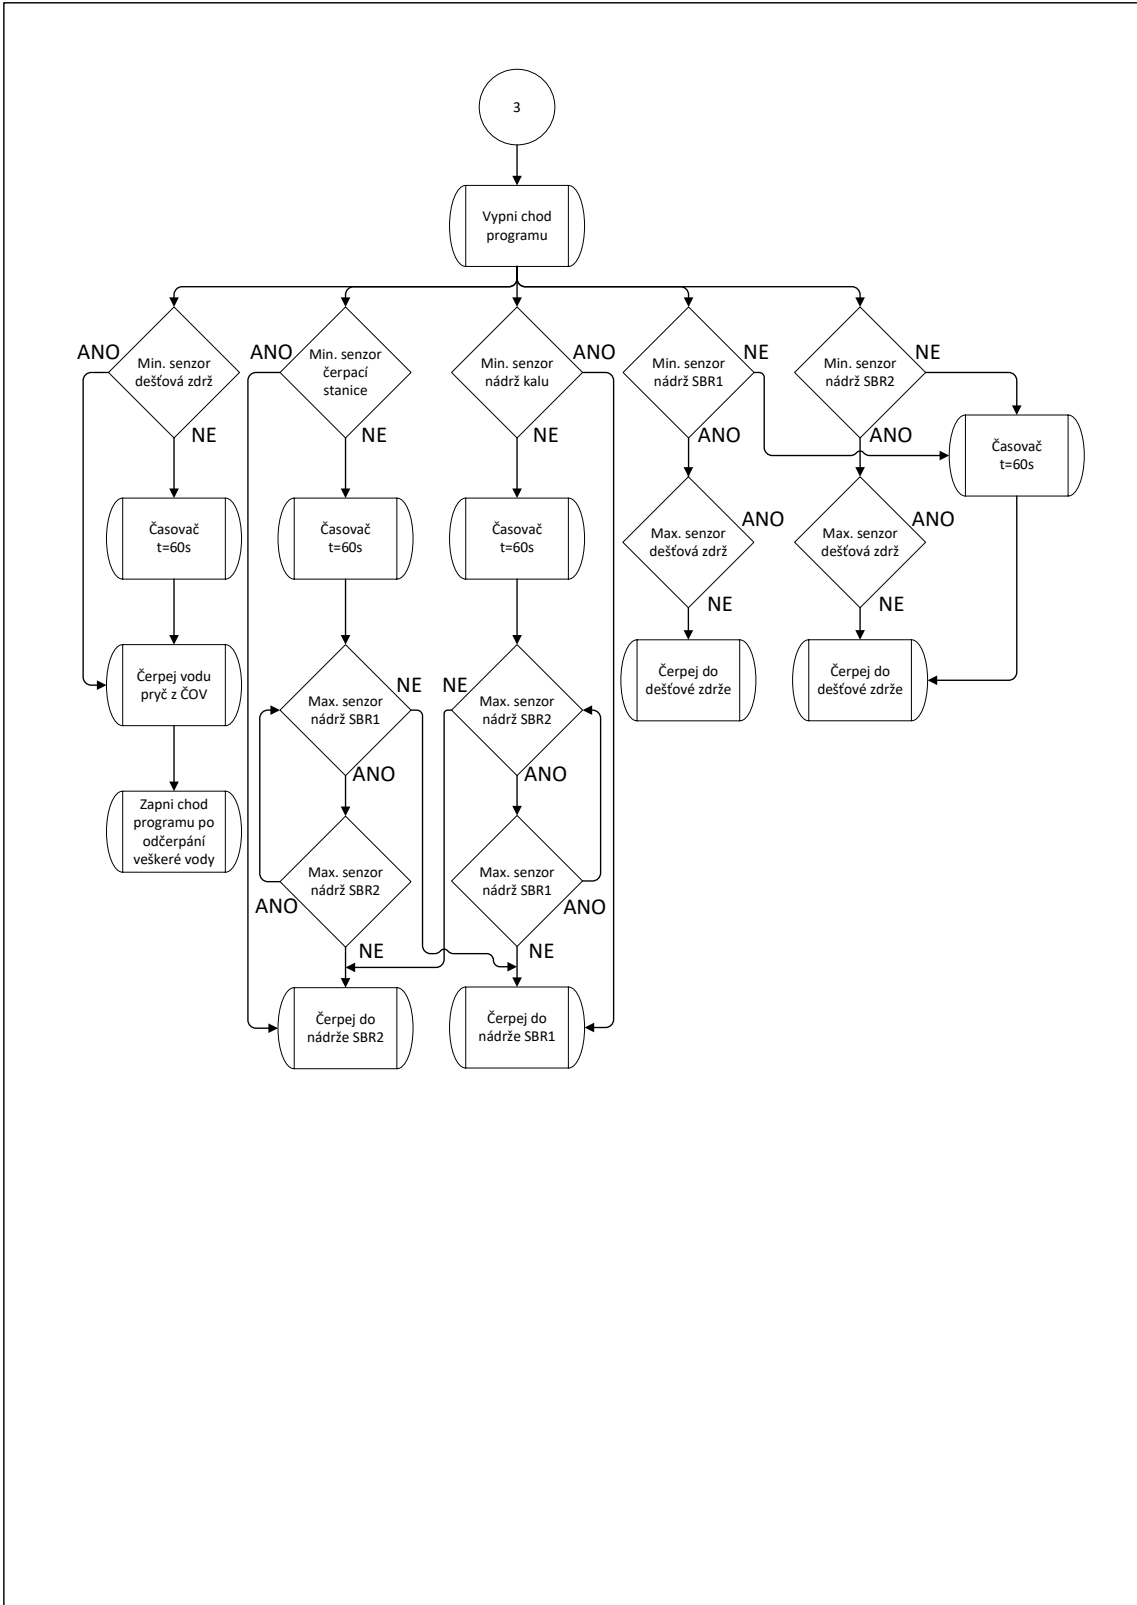 3
Vypni chod
programu
ANO
Min. senzor
dešťová zdrž
NE
ANO
Min. senzor
čerpací
stanice
NE
Min. senzor
nádrž kalu
ANO
NE
Min. senzor
nádrž SBR1
NE
ANO
Min. senzor
nádrž SBR2
NE
ANO
Časovač
t=60s
Časovač
t=60s
Časovač
t=60s
Časovač
t=60s
Max. senzor
dešťová zdrž
ANO
NE
Max. senzor
dešťová zdrž
ANO
NE
Čerpej vodu
pryč z ČOV
Max. senzor
nádrž SBR1
NE
ANO
NE
Max. senzor
nádrž SBR2
ANO
Čerpej do
dešťové zdrže
Čerpej do
dešťové zdrže
Zapni chod
programu po
odčerpání
veškeré vody
Max. senzor
nádrž SBR2
ANO
NE
Max. senzor
nádrž SBR1
ANO
NE
Čerpej do
nádrže SBR2
Čerpej do
nádrže SBR1